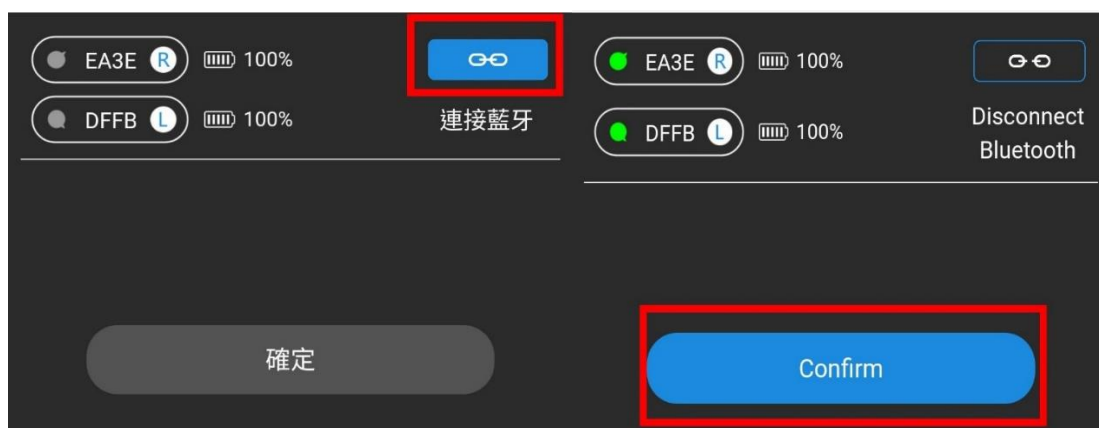 EA3E R 100%
DFFB L 100%
連接藍牙
確定
EA3E R 100%
DFFB L 100%
Disconnect
Bluetooth
Confirm